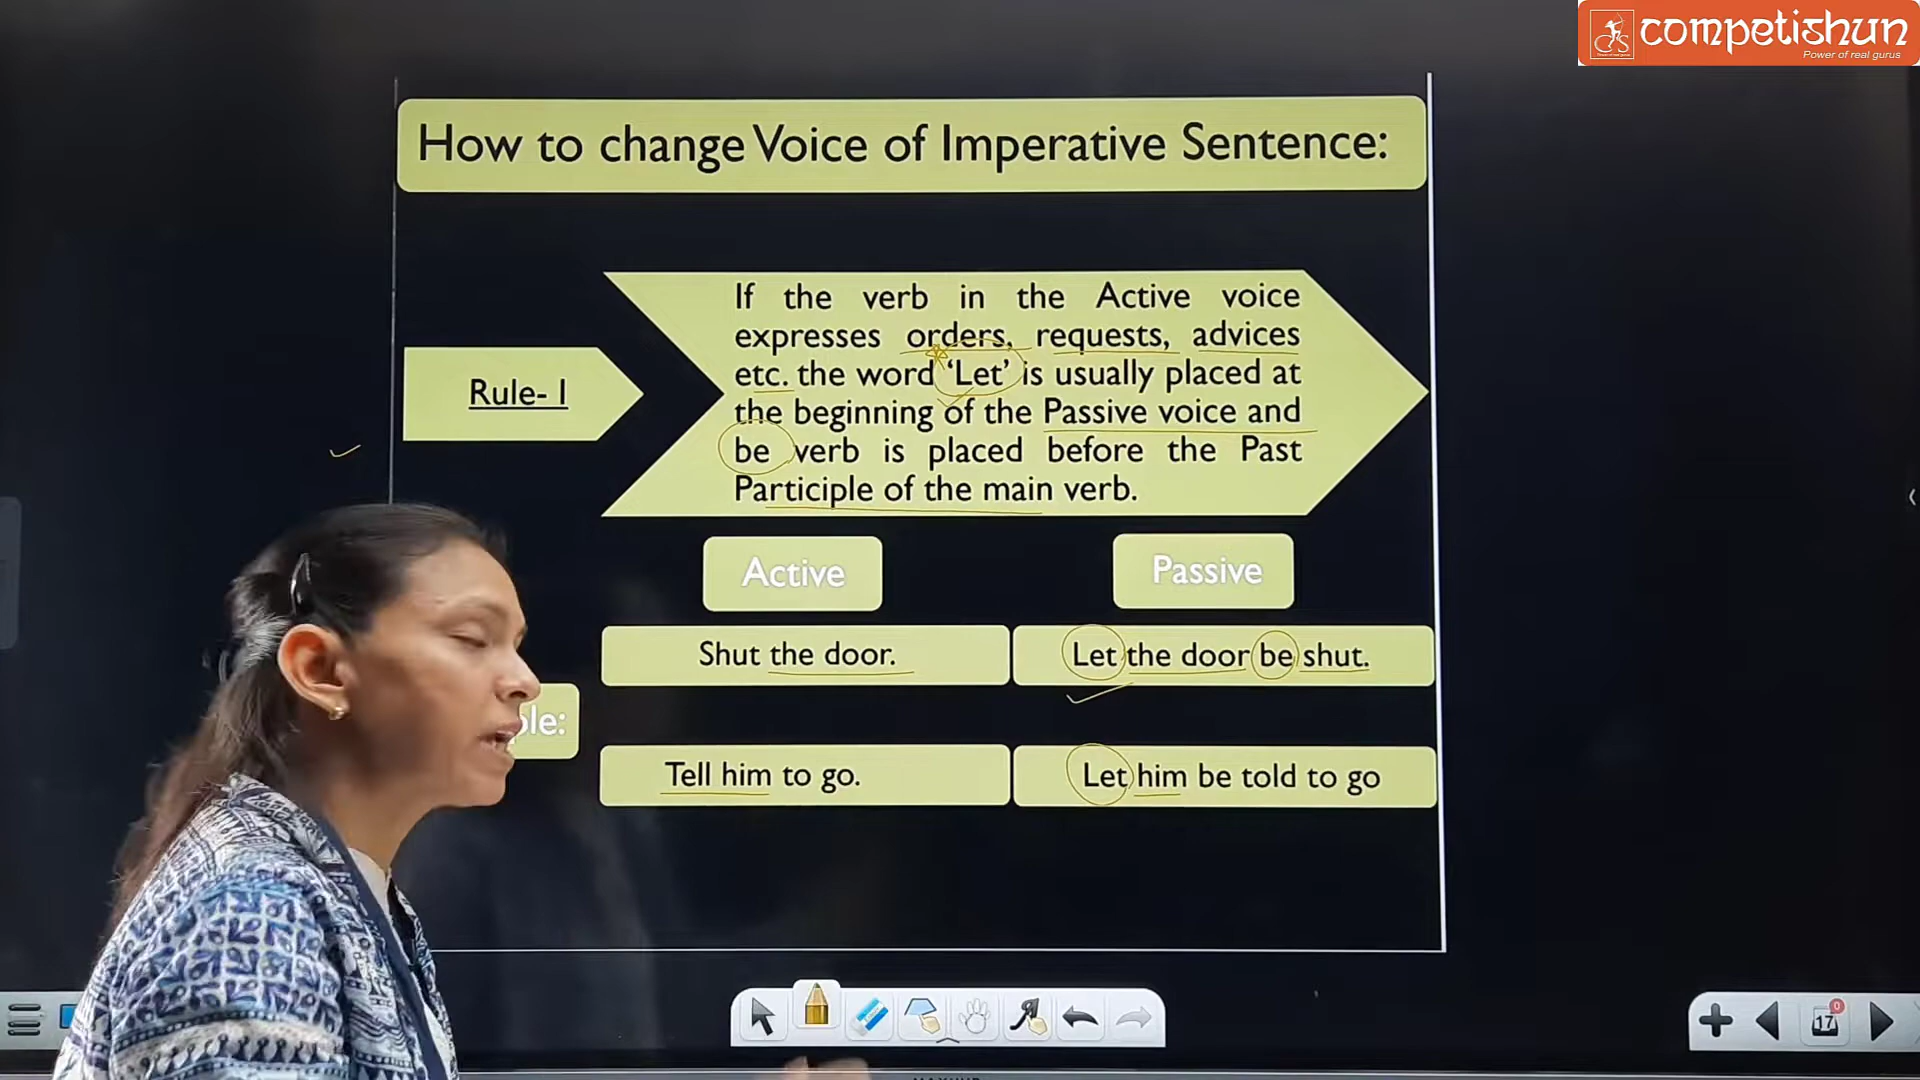 competishun
Power of real gurus
How to change Voice of Imperative Sentence:
Rule- I
If the verb in the Active voice
expresses orders, requests, advices
etc. the word ‘Let’ is usually placed at
the beginning of the Passive voice and
be verb is placed before the Past
Participle of the main verb.
Active
Passive
Shut the door.
Let the door be shut.
ple:
Tell him to go.
Let him be told to go
17
0